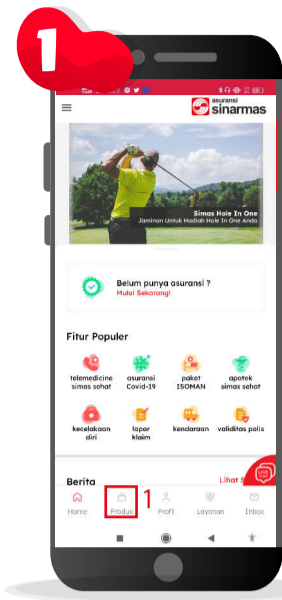 1
asuransi
sinarmas
Simas Hole In One
Jaminan Untuk Hadiah Hole In One Anda
Belum punya asuransi ?
Mulai Sekarang!
Fitur Populer
telemedicine simas sehat
asuransi Covid-19
paket ISOMAN
apotek simas sehat
kecelakaan diri
lapor klaim
kendaraan
validitas polis
Berita
Lihat S
LIVE
1
Home
Produk
Profil
Layanan
Inbox